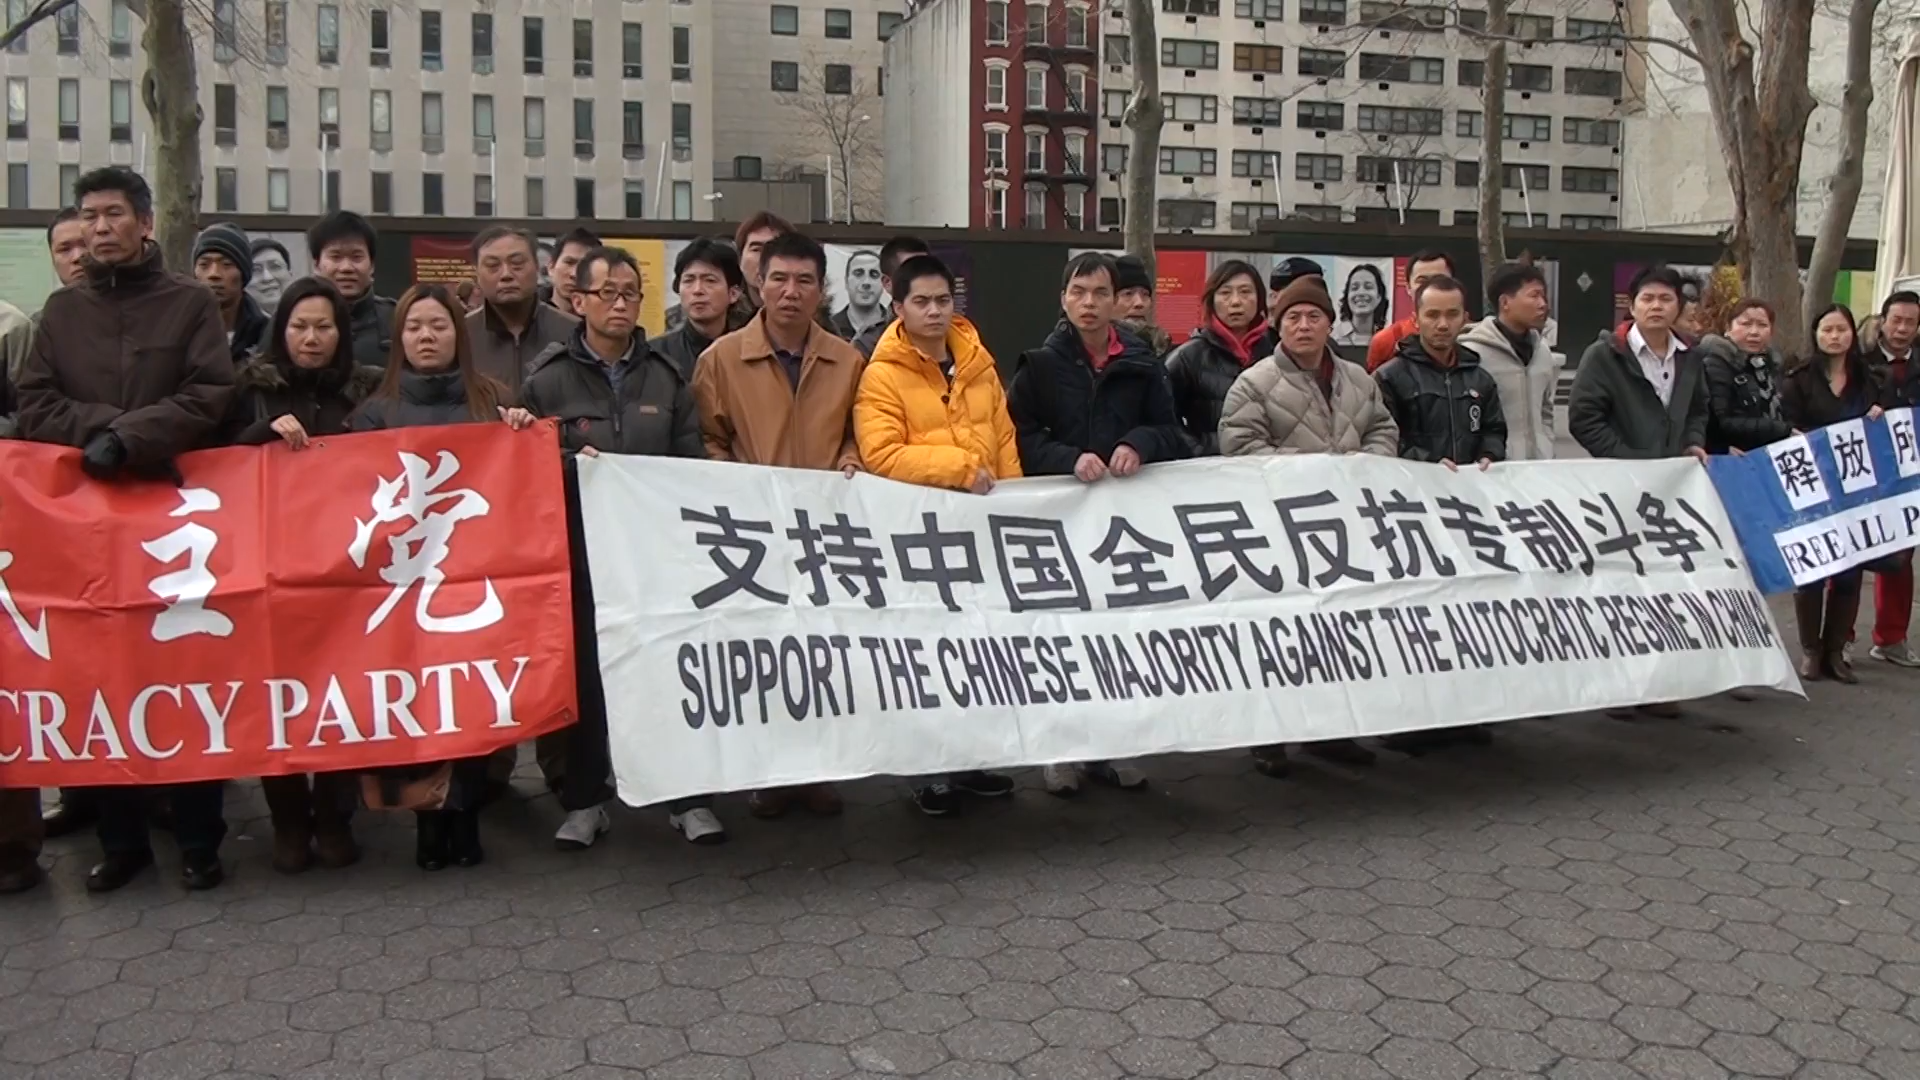 主党
CRACY PARTY
支持中国全民反抗专制斗争!
SUPPORT THE CHINESE MAJORITY AGAINST THE AUTOCRATIC REGIME IN CHINA
释放所
FREE ALL P